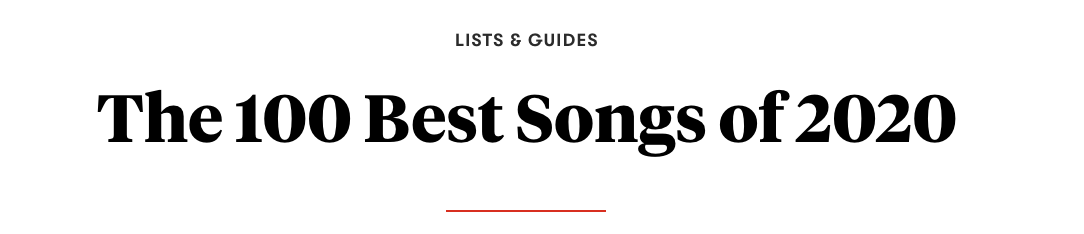 LISTS & GUIDES
The 100 Best Songs of 2020